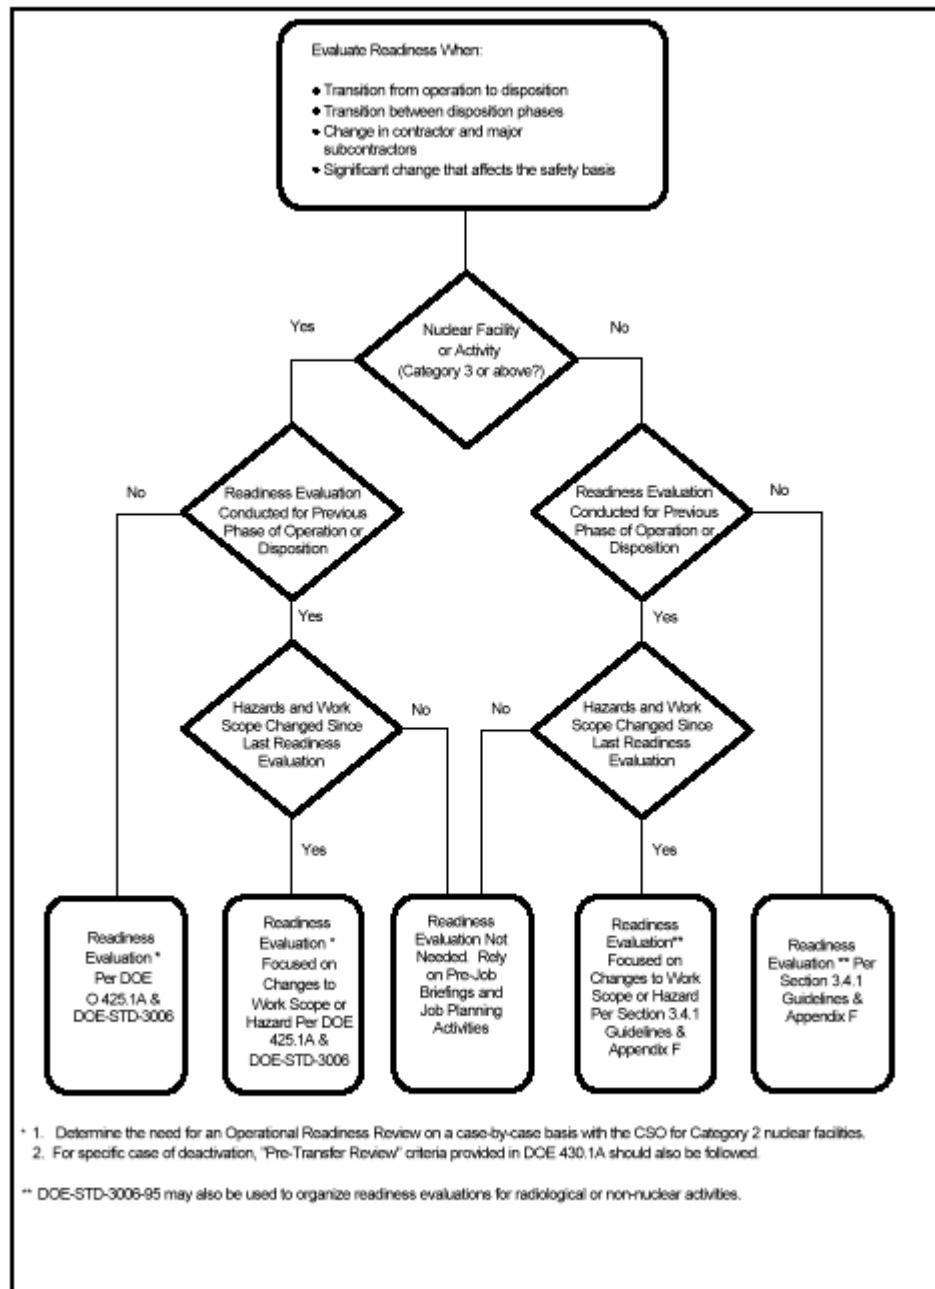 Evaluate Readiness When:
• Transition from operation to disposition
• Transition between disposition phases
• Change in contractor and major
subcontractors
• Significant change that affects the safety basis
Yes
Nuclear Facility
or Activity
(Category 3 or above?)
No
No
Readiness Evaluation
Conducted for Previous
Phase of Operation or
Disposition
Readiness Evaluation
Conducted for Previous
Phase of Operation or
Disposition
No
Yes
Yes
Hazards and Work
Scope Changed Since
Last Readiness
Evaluation
No
No
Hazards and Work
Scope Changed Since
Last Readiness
Evaluation
Yes
Yes
Readiness
Evaluation *
Per DOE
O 425.1A &
DOE-STD-3006
Readiness
Evaluation *
Focused on
Changes to
Work Scope or
Hazard Per DOE
425.1A &
DOE-STD-3006
Readiness
Evaluation Not
Needed. Rely
on Pre-Job
Briefings and
Job Planning
Activities
Readiness
Evaluation**
Focused on
Changes to Work
Scope or Hazard
Per Section 3.4.1
Guidelines &
Appendix F
Readiness
Evaluation ** Per
Section 3.4.1
Guidelines &
Appendix F
* 1. Determine the need for an Operational Readiness Review on a case-by-case basis with the CSO for Category 2 nuclear facilities.
2. For specific case of deactivation, "Pre-Transfer Review" criteria provided in DOE 430.1A should also be followed.
** DOE-STD-3006-95 may also be used to organize readiness evaluations for radiological or non-nuclear activities.